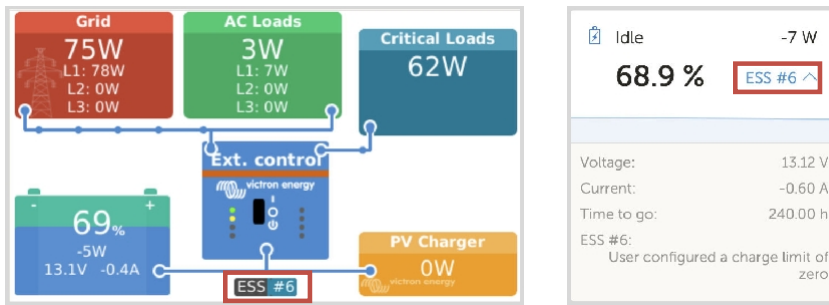 Grid
75W
L1: 78W
L2: 0W
L3: 0W
AC Loads
3W
L1: 7W
L2: 0W
L3: 0W
Critical Loads
62W
Ext. control
victron energy
- +
69%
-5W
13.1V -0.4A
ESS #6
PV Charger
0W
victron energy
Idle -7 W
68.9 % ESS #6
Voltage: 13.12 V
Current: -0.60 A
Time to go: 240.00 h
ESS #6:
User configured a charge limit of
zero